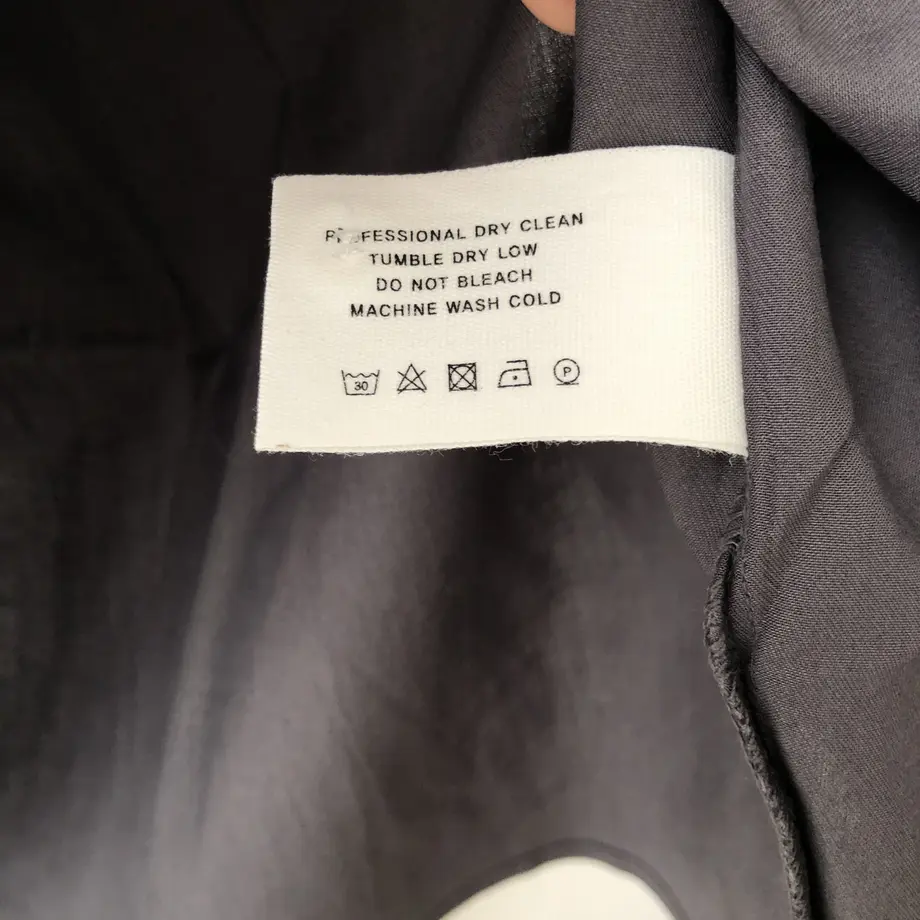 DRY CLEAN
TUMBLE DRY LOW
DO NOT BLEACH
MACHINE WASH COLD
30 P